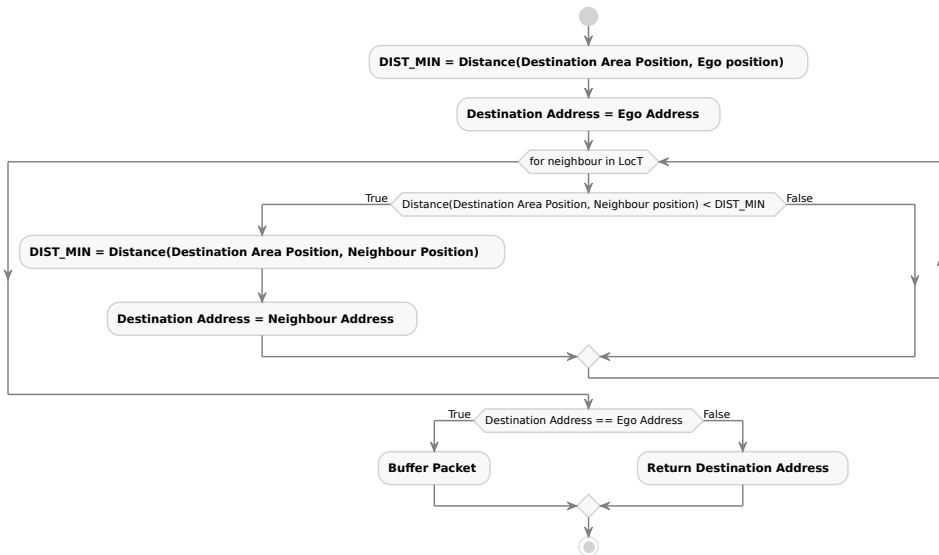 DIST_MIN = Distance(Destination Area Position, Ego position)
Destination Address = Ego Address
for neighbour in LocT
True
Distance(Destination Area Position, Neighbour position) < DIST_MIN
False
DIST_MIN = Distance(Destination Area Position, Neighbour Position)
Destination Address = Neighbour Address
True
Destination Address == Ego Address
False
Buffer Packet
Return Destination Address